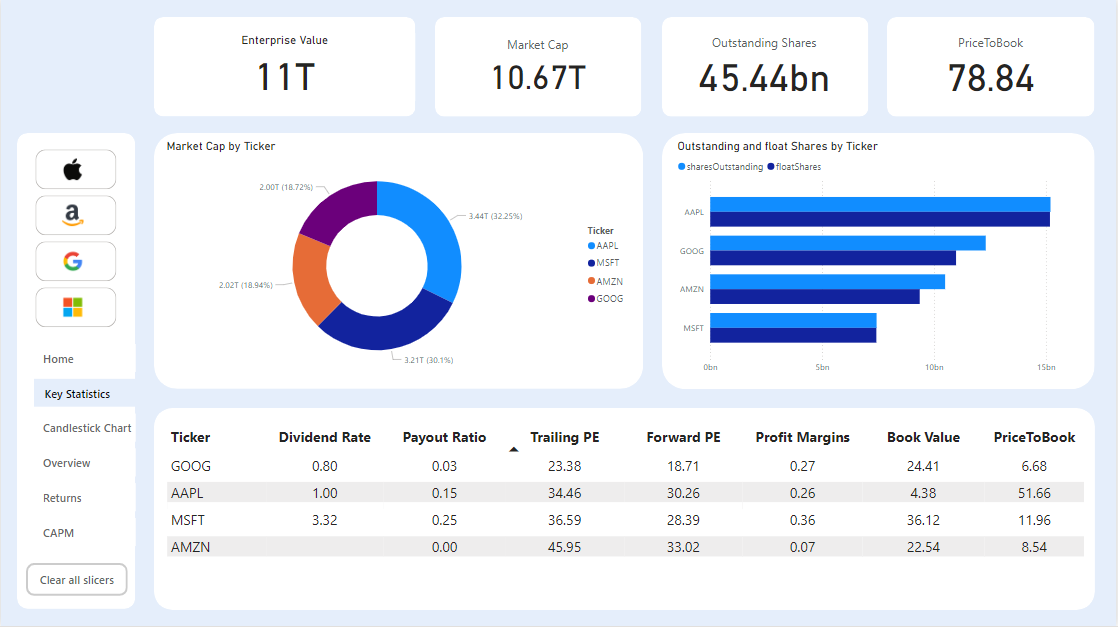 Enterprise Value
11T
Market Cap
10.67T
Outstanding Shares
45.44bn
PriceToBook
78.84
Home
Key Statistics
Candlestick Chart
Overview
Returns
CAPM
Clear all slicers
Market Cap by Ticker
2.00T (18.72%)
3.44T (32.25%)
2.02T (18.94%)
3.21T (30.1%)
Ticker
AAPL
MSFT
AMZN
GOOG
Outstanding and float Shares by Ticker
sharesOutstanding floatShares
AAPL
GOOG
AMZN
MSFT
0bn 5bn 10bn 15bn
Ticker Dividend Rate Payout Ratio Trailing PE Forward PE Profit Margins Book Value PriceToBook
GOOG 0.80 0.03 23.38 18.71 0.27 24.41 6.68
AAPL 1.00 0.15 34.46 30.26 0.26 4.38 51.66
MSFT 3.32 0.25 36.59 28.39 0.36 36.12 11.96
AMZN 0.00 45.95 33.02 0.07 22.54 8.54